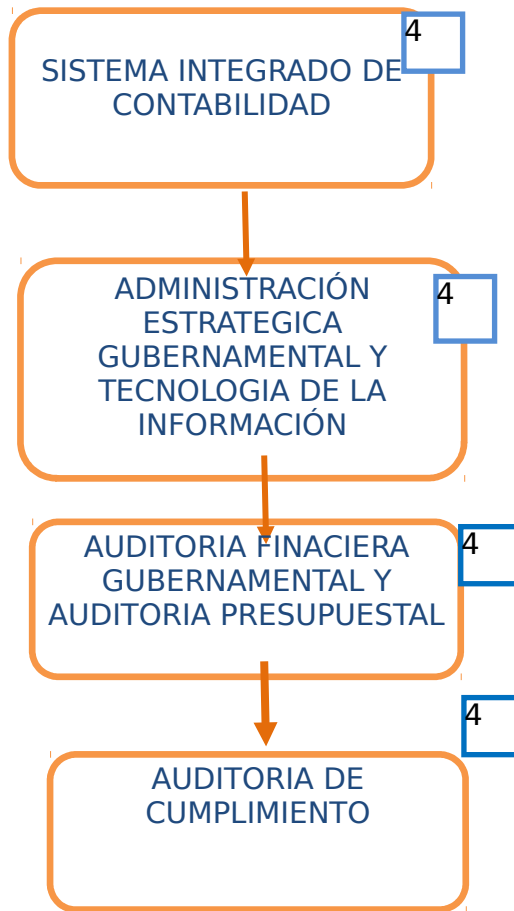 4
SISTEMA INTEGRADO DE
CONTABILIDAD
ADMINISTRACIÓN
4
ESTRATEGICA
GUBERNAMENTAL Y
TECNOLOGIA DE LA
INFORMACIÓN
AUDITORIA FINACIERA
4
GUBERNAMENTAL Y
AUDITORIA PRESUPUESTAL
4
AUDITORIA DE
CUMPLIMIENTO